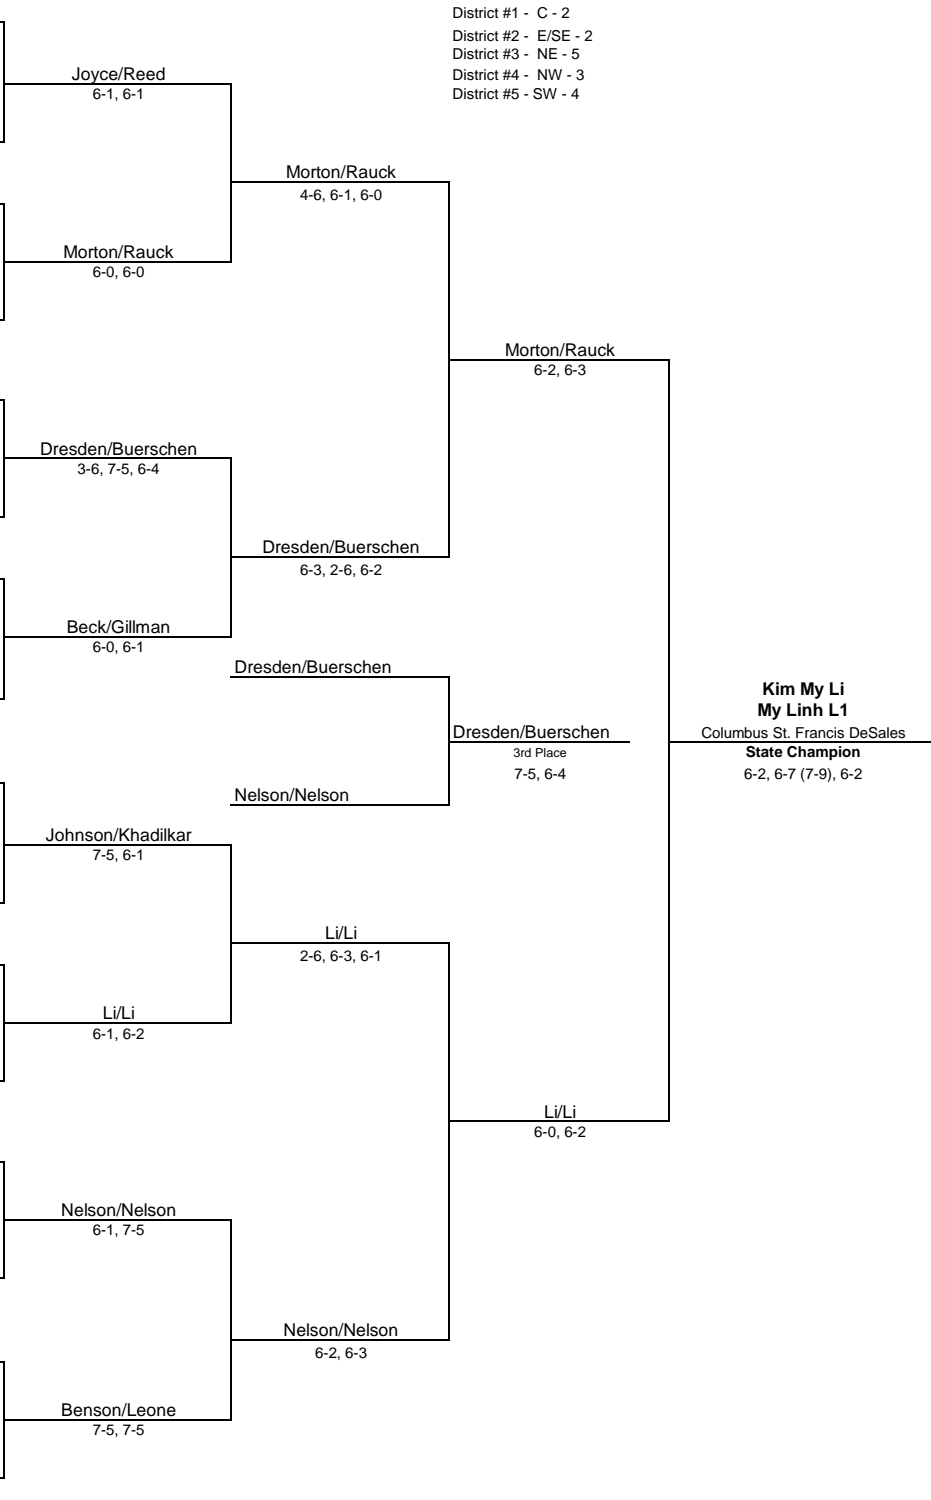 District #1 - C - 2
District #2 - E/SE - 2
District #3 - NE - 5
District #4 - NW - 3
District #5 - SW - 4
Joyce/Reed
6-1, 6-1
Morton/Rauck
4-6, 6-1, 6-0
Morton/Rauck
6-0, 6-0
Morton/Rauck
6-2, 6-3
Dresden/Buerschen
3-6, 7-5, 6-4
Dresden/Buerschen
6-3, 2-6, 6-2
Beck/Gillman
6-0, 6-1
Dresden/Buerschen
Kim My Li
My Linh L1
Columbus St. Francis DeSales
State Champion
6-2, 6-7 (7-9), 6-2
Dresden/Buerschen
3rd Place
7-5, 6-4
Nelson/Nelson
Johnson/Khadilkar
7-5, 6-1
Li/Li
2-6, 6-3, 6-1
Li/Li
6-1, 6-2
Li/Li
6-0, 6-2
Nelson/Nelson
6-1, 7-5
Nelson/Nelson
6-2, 6-3
Benson/Leone
7-5, 7-5